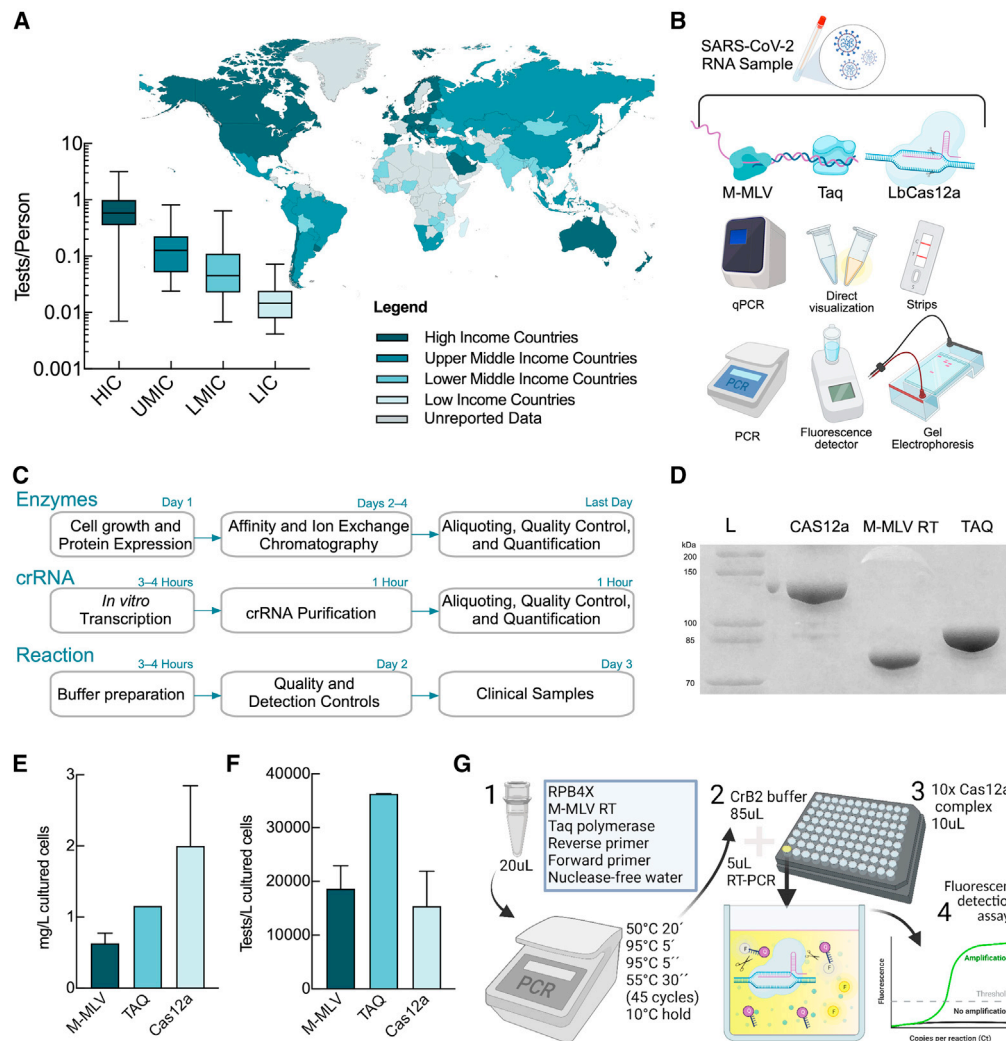 A
10
1
0.1
0.01
0.001
Tests/Person
HIC
UMIC
LMIC
LIC
Legend
High Income Countries
Upper Middle Income Countries
Lower Middle Income Countries
Low Income Countries
Unreported Data
B
SARS-CoV-2
RNA Sample
M-MLV
Taq
LbCas12a
qPCR
Direct
visualization
Strips
PCR
PCR
Fluorescence
detector
Gel
Electrophoresis
C
Enzymes
Day 1
Cell growth and
Protein Expression
Days 2–4
Affinity and Ion Exchange
Chromatography
Last Day
Aliquoting, Quality Control,
and Quantification
crRNA
3–4 Hours
In vitro
Transcription
1 Hour
crRNA Purification
1 Hour
Aliquoting, Quality Control,
and Quantification
Reaction
3–4 Hours
Buffer preparation
Day 2
Quality and
Detection Controls
Day 3
Clinical Samples
D
L
CAS12a
M-MLV RT
TAQ
kDa
200
150
100
85
70
E
3
2
1
0
mg/L cultured cells
M-MLV
TAQ
Cas12a
F
40000
30000
20000
10000
0
Tests/L cultured cells
M-MLV
TAQ
Cas12a
G
1
20uL
RPB4X
M-MLV RT
Taq polymerase
Reverse primer
Forward primer
Nuclease-free water
PCR
50°C 20´
95°C 5´
95°C 5´´
55°C 30´´
(45 cycles)
10°C hold
2
CrB2 buffer
85uL
+
5uL
RT-PCR
3
10x Cas12a
complex
10uL
4
Fluorescen
detection
assay
Q
F
Fluorescence
Amplification
Threshol
No amplification
Copies per reaction (Ct)